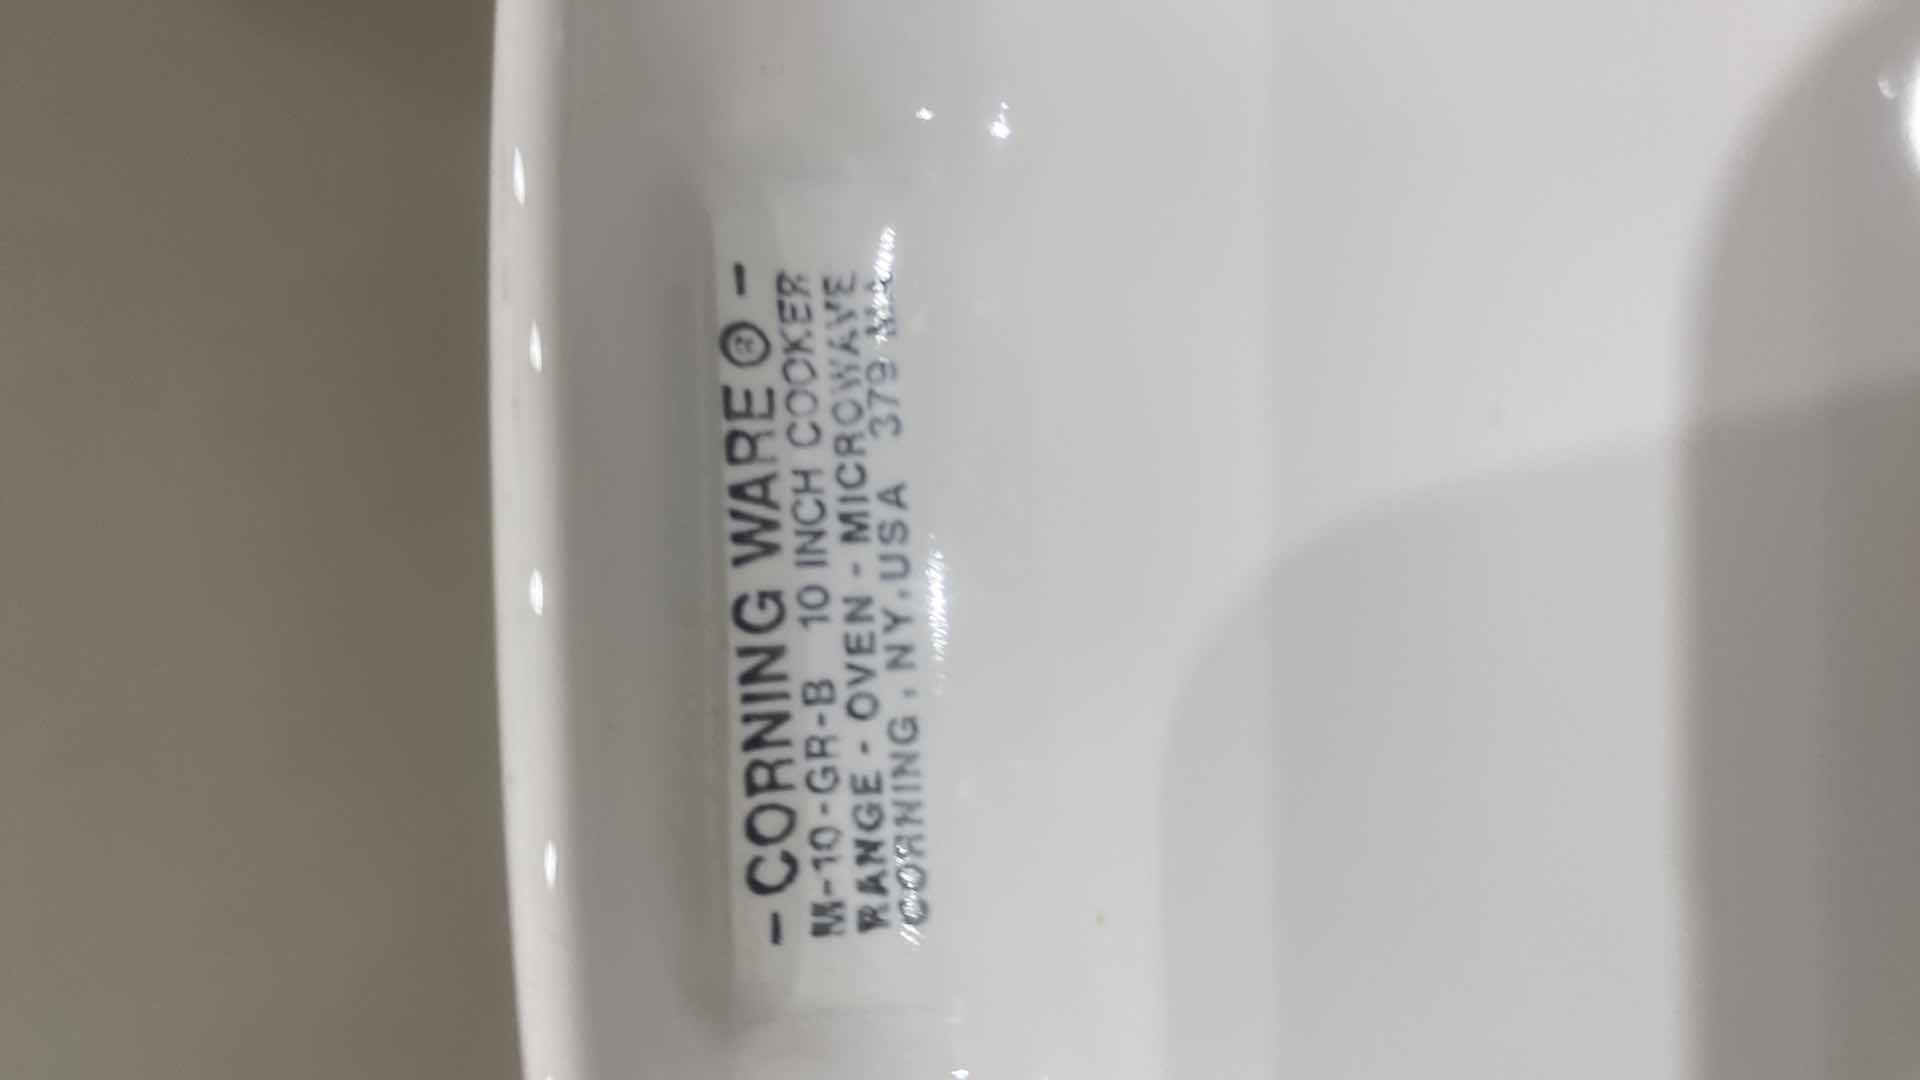 - CORNING WARE ® -
M-10-GR-B 10 INCH COOKER
RANGE - OVEN - MICROWAVE
CORNING, NY, USA 379